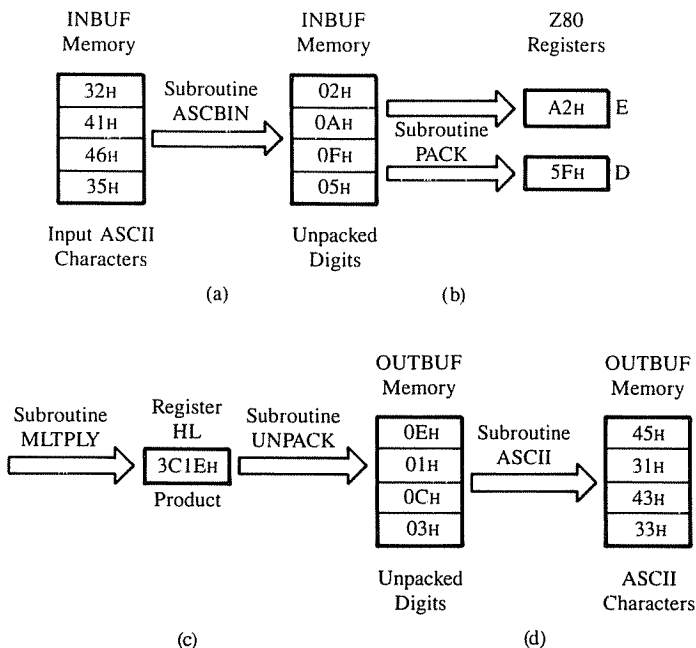 INBUF
Memory
INBUF
Memory
Z80
Registers
32H
41H
46H
35H
Subroutine
ASCBIN
02H
0AH
0FH
05H
Subroutine
PACK
A2H E
5FH D
Input ASCII
Characters
Unpacked
Digits
(a)
(b)
OUTBUF
Memory
OUTBUF
Memory
Subroutine
MLTPLY
Register
HL
3C1EH
Product
Subroutine
UNPACK
0EH
01H
0CH
03H
Subroutine
ASCII
45H
31H
43H
33H
Unpacked
Digits
ASCII
Characters
(c)
(d)